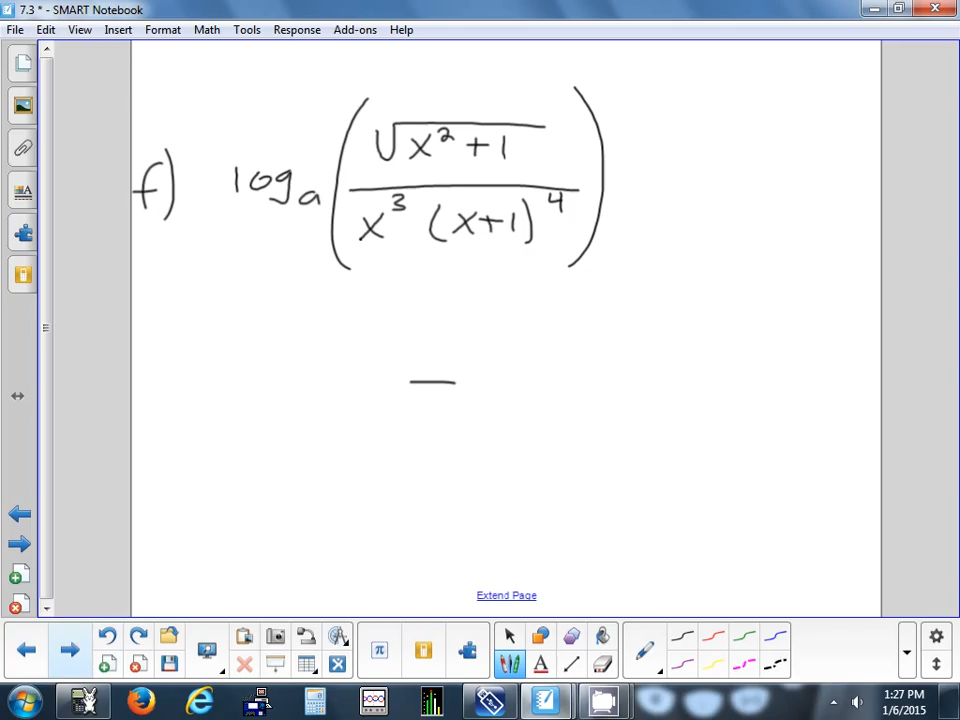 7.3 * - SMART Notebook
File Edit View Insert Format Math Tools Response Add-ons Help
f) log_a ( √(x² + 1) / x³ (x+1)⁴ )
—
Extend Page
1:27 PM
1/6/2015